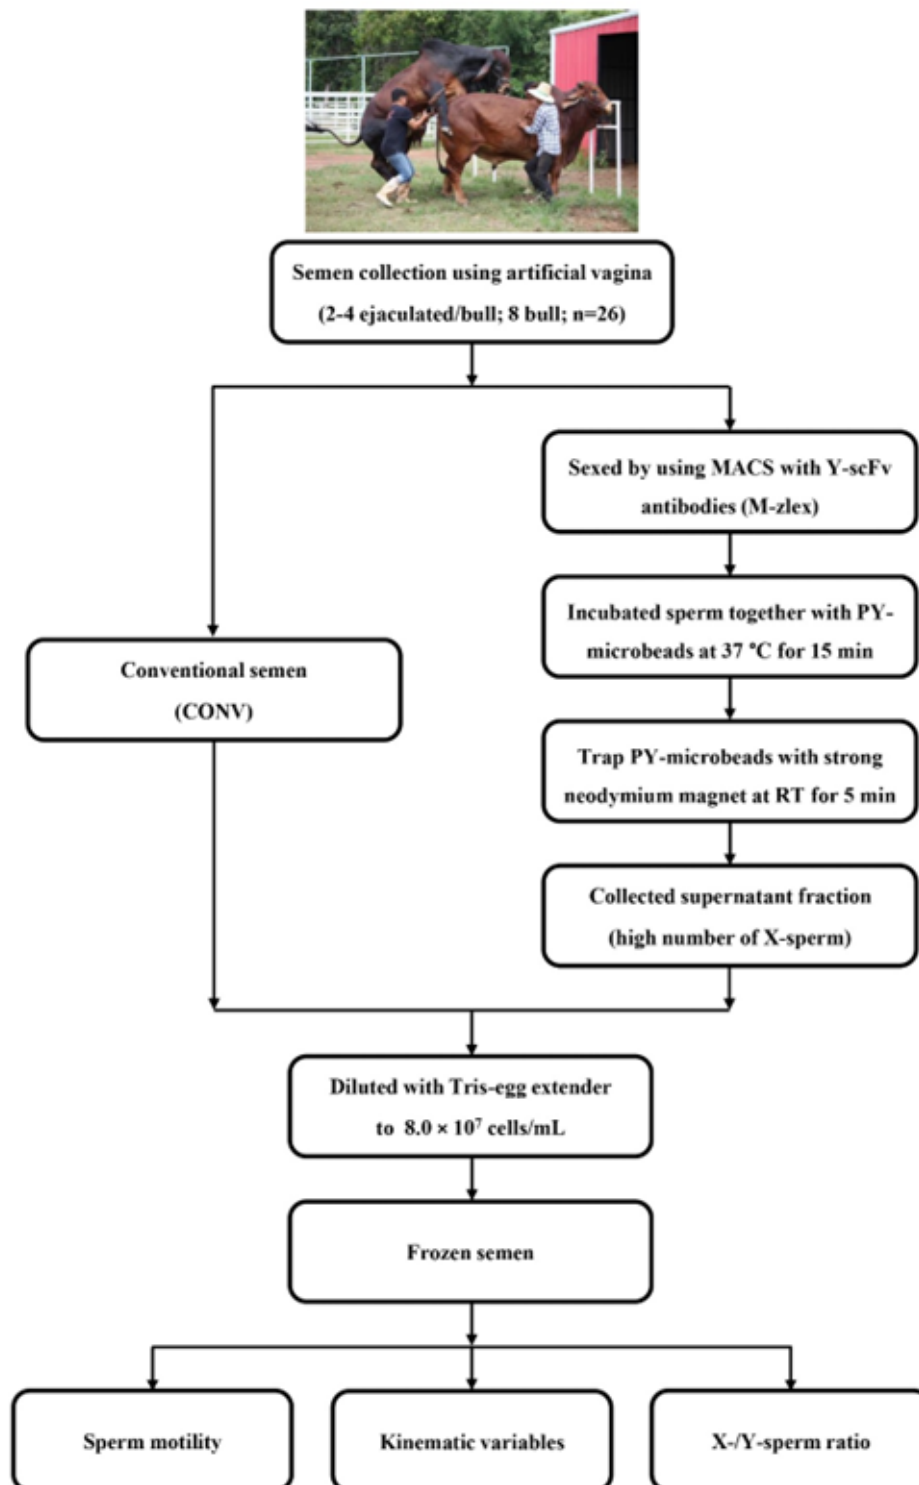 Semen collection using artificial vagina
(2-4 ejaculated/bull; 8 bull; n=26)
Sexed by using MACS with Y-scFv
antibodies (M-zlex)
Incubated sperm together with PY-
microbeads at 37 °C for 15 min
Conventional semen
(CONV)
Trap PY-microbeads with strong
neodymium magnet at RT for 5 min
Collected supernatant fraction
(high number of X-sperm)
Diluted with Tris-egg extender
to 8.0 × 10⁷ cells/mL
Frozen semen
Sperm motility
Kinematic variables
X-/Y-sperm ratio